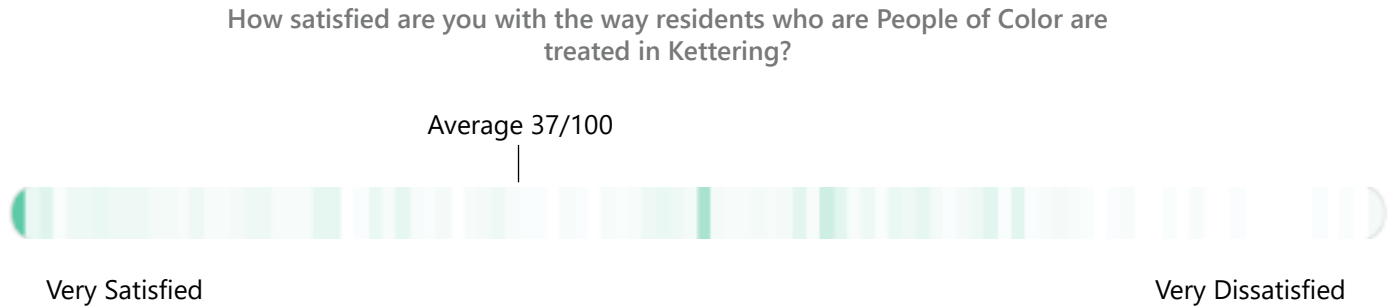 How satisfied are you with the way residents who are People of Color are
treated in Kettering?
Average 37/100
Very Satisfied
Very Dissatisfied